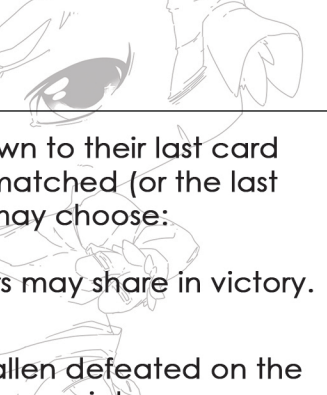 wn to their last card
matched (or the last
may choose:
s may share in victory.
allen defeated on the